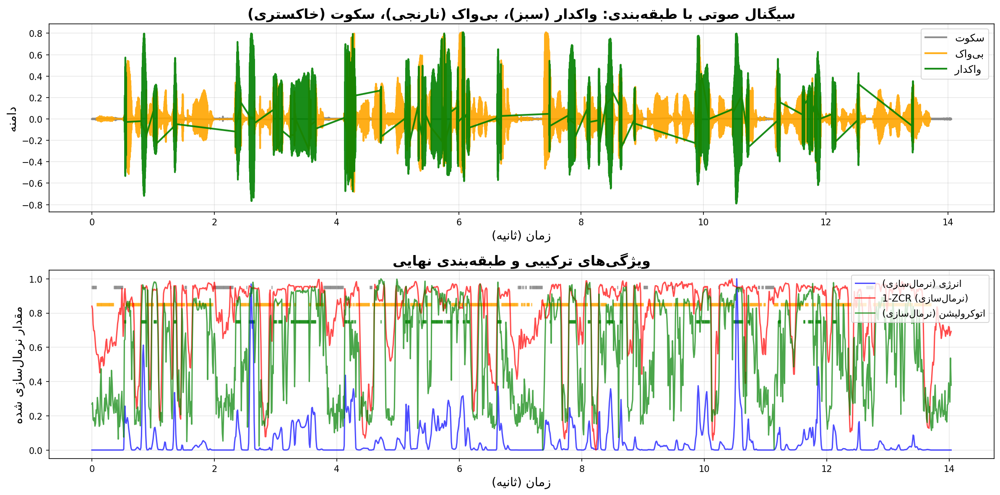 سیگنال صوتی با طبقه‌بندی: واکدار (سبز)، بی‌واک (نارنجی)، سکوت (خاکستری)
دامنه
0.8
0.6
0.4
0.2
0.0
−0.2
−0.4
−0.6
−0.8
سکوت
بی‌واک
واکدار
0 2 4 6 8 10 12 14
زمان (ثانیه)
ویژگی‌های ترکیبی و طبقه‌بندی نهایی
مقدار نرمال‌سازی شده
1.0
0.8
0.6
0.4
0.2
0.0
انرژی (نرمال‌سازی)
1-ZCR (نرمال‌سازی)
اتوکرولیشن (نرمال‌سازی)
0 2 4 6 8 10 12 14
زمان (ثانیه)